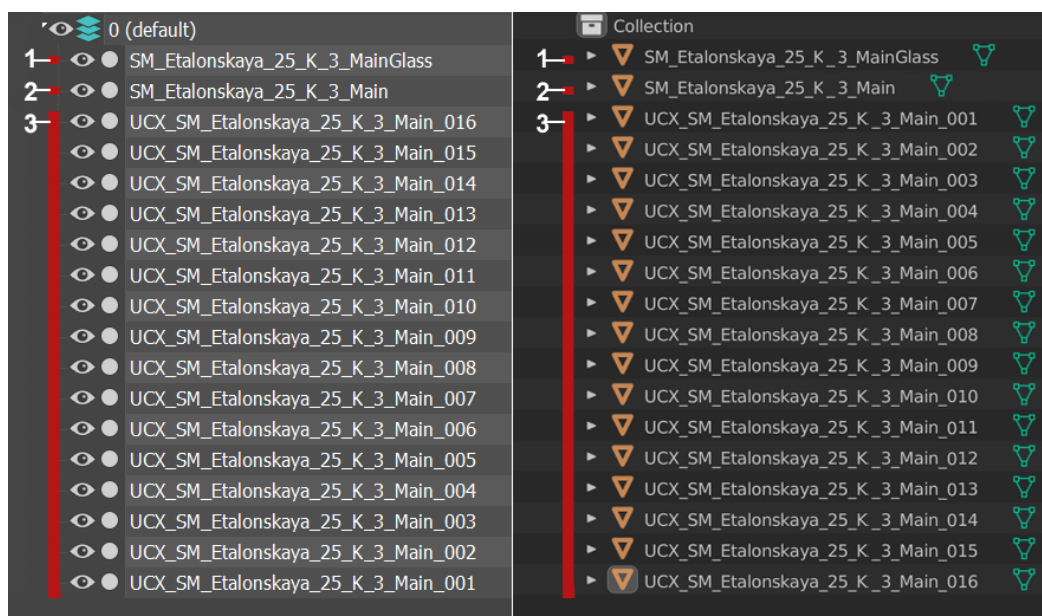 0 (default)
1 SM_Etalonskaya_25_K_3_MainGlass
2 SM_Etalonskaya_25_K_3_Main
3 UCX_SM_Etalonskaya_25_K_3_Main_016
UCX_SM_Etalonskaya_25_K_3_Main_015
UCX_SM_Etalonskaya_25_K_3_Main_014
UCX_SM_Etalonskaya_25_K_3_Main_013
UCX_SM_Etalonskaya_25_K_3_Main_012
UCX_SM_Etalonskaya_25_K_3_Main_011
UCX_SM_Etalonskaya_25_K_3_Main_010
UCX_SM_Etalonskaya_25_K_3_Main_009
UCX_SM_Etalonskaya_25_K_3_Main_008
UCX_SM_Etalonskaya_25_K_3_Main_007
UCX_SM_Etalonskaya_25_K_3_Main_006
UCX_SM_Etalonskaya_25_K_3_Main_005
UCX_SM_Etalonskaya_25_K_3_Main_004
UCX_SM_Etalonskaya_25_K_3_Main_003
UCX_SM_Etalonskaya_25_K_3_Main_002
UCX_SM_Etalonskaya_25_K_3_Main_001
Collection
1 SM_Etalonskaya_25_K_3_MainGlass
2 SM_Etalonskaya_25_K_3_Main
3 UCX_SM_Etalonskaya_25_K_3_Main_001
UCX_SM_Etalonskaya_25_K_3_Main_002
UCX_SM_Etalonskaya_25_K_3_Main_003
UCX_SM_Etalonskaya_25_K_3_Main_004
UCX_SM_Etalonskaya_25_K_3_Main_005
UCX_SM_Etalonskaya_25_K_3_Main_006
UCX_SM_Etalonskaya_25_K_3_Main_007
UCX_SM_Etalonskaya_25_K_3_Main_008
UCX_SM_Etalonskaya_25_K_3_Main_009
UCX_SM_Etalonskaya_25_K_3_Main_010
UCX_SM_Etalonskaya_25_K_3_Main_011
UCX_SM_Etalonskaya_25_K_3_Main_012
UCX_SM_Etalonskaya_25_K_3_Main_013
UCX_SM_Etalonskaya_25_K_3_Main_014
UCX_SM_Etalonskaya_25_K_3_Main_015
UCX_SM_Etalonskaya_25_K_3_Main_016